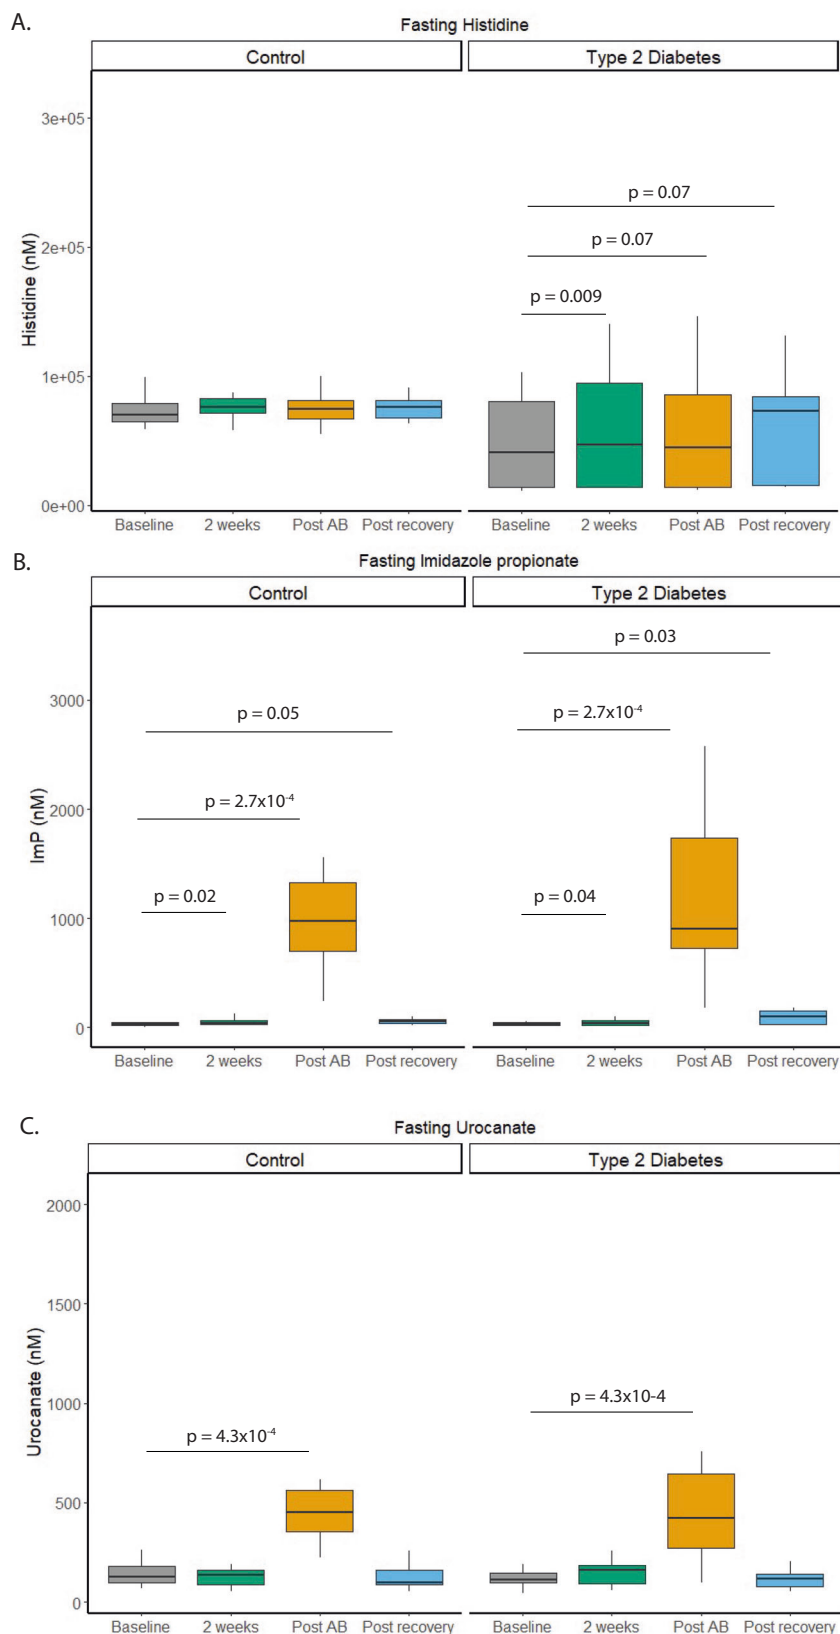 A.
Fasting Histidine
Control
Type 2 Diabetes
3e+05
p = 0.07
2e+05
p = 0.07
p = 0.009
Histidine (nM)
1e+05
0e+00
Baseline 2 weeks Post AB Post recovery Baseline 2 weeks Post AB Post recovery
B.
Fasting Imidazole propionate
Control
Type 2 Diabetes
p = 0.03
3000
p = 0.05
p = 2.7x10⁻⁴
2000
p = 2.7x10⁻⁴
ImP (nM)
1000
p = 0.02
p = 0.04
0
Baseline 2 weeks Post AB Post recovery Baseline 2 weeks Post AB Post recovery
C.
Fasting Urocanate
Control
Type 2 Diabetes
2000
1500
Urocanate (nM)
1000
p = 4.3x10⁻⁴
p = 4.3x10-4
500
0
Baseline 2 weeks Post AB Post recovery Baseline 2 weeks Post AB Post recovery